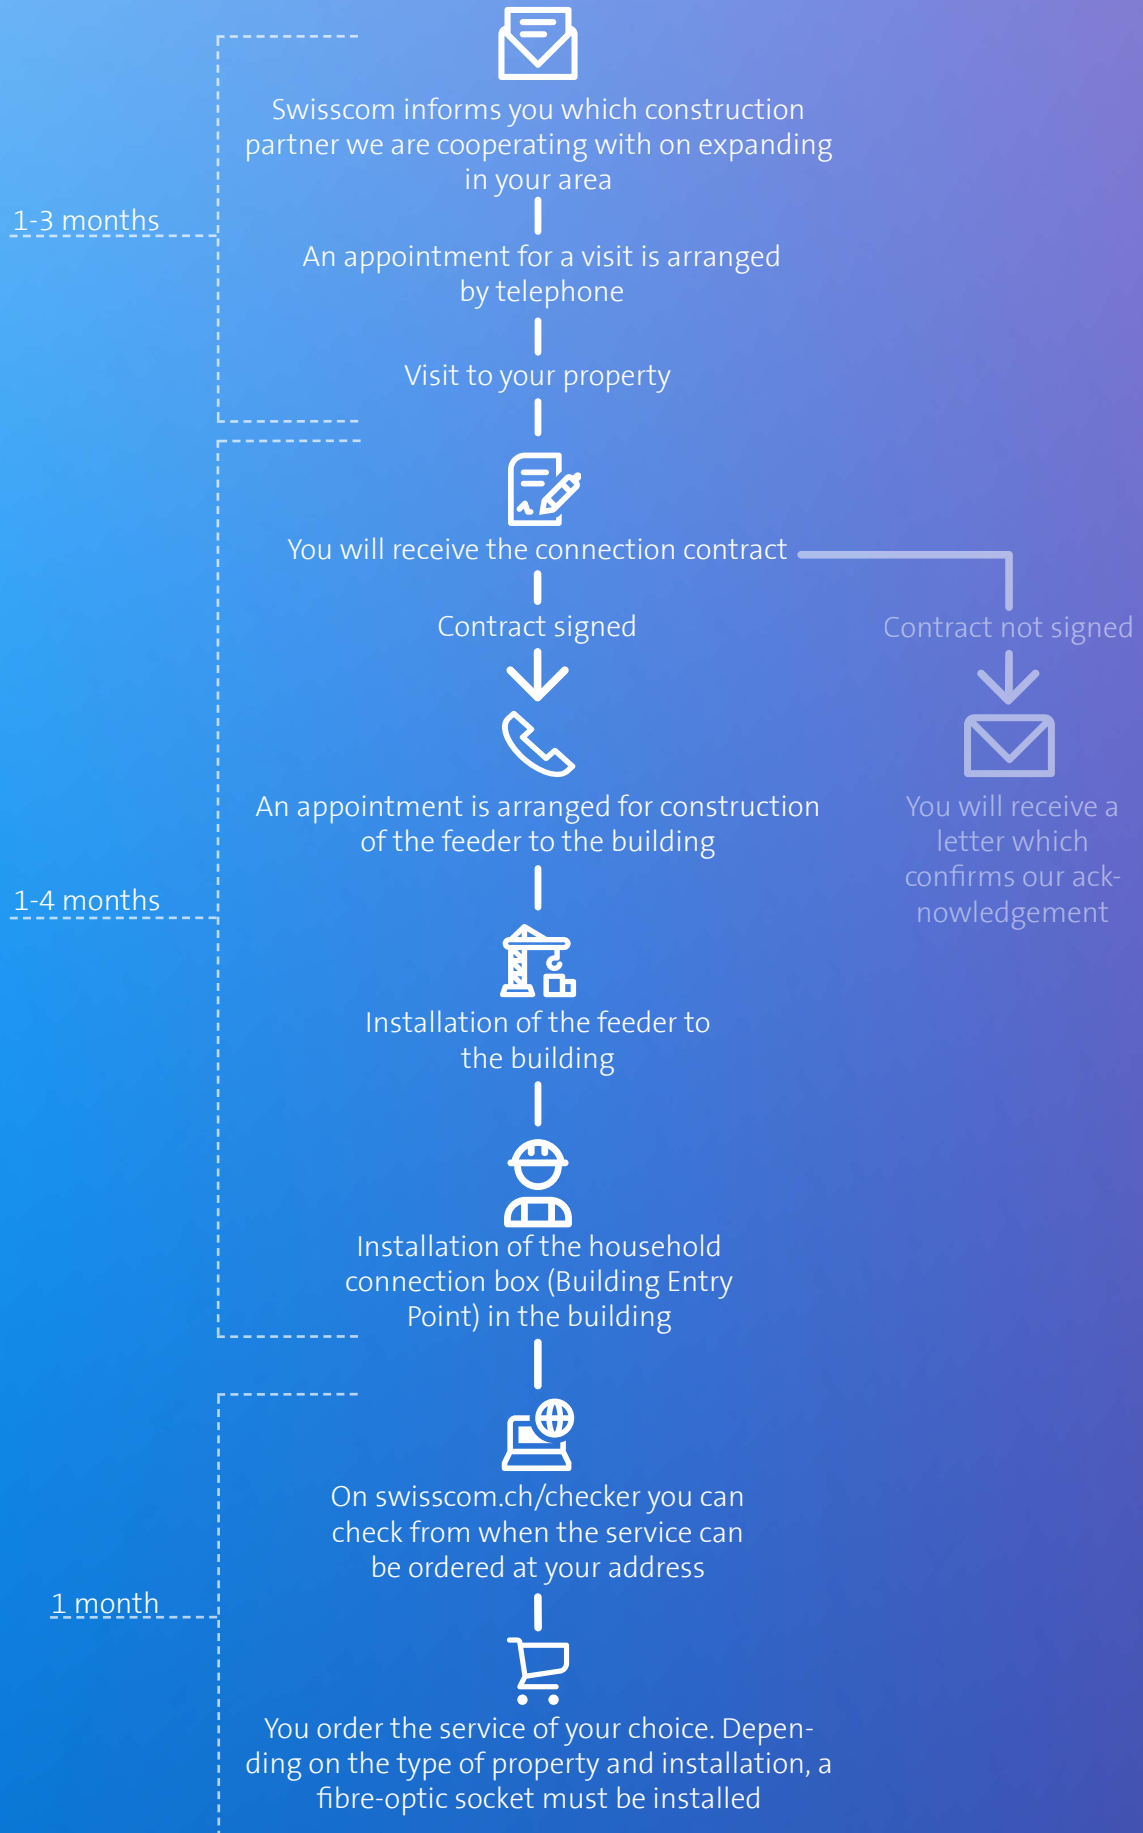 Swisscom informs you which construction
partner we are cooperating with on expanding
in your area
1-3 months
An appointment for a visit is arranged
by telephone
Visit to your property
You will receive the connection contract
Contract signed
Contract not signed
An appointment is arranged for construction
of the feeder to the building
You will receive a
letter which
confirms our ack-
nowledgement
1-4 months
Installation of the feeder to
the building
Installation of the household
connection box (Building Entry
Point) in the building
On swisscom.ch/checker you can
check from when the service can
be ordered at your address
1 month
You order the service of your choice. Depen-
ding on the type of property and installation, a
fibre-optic socket must be installed